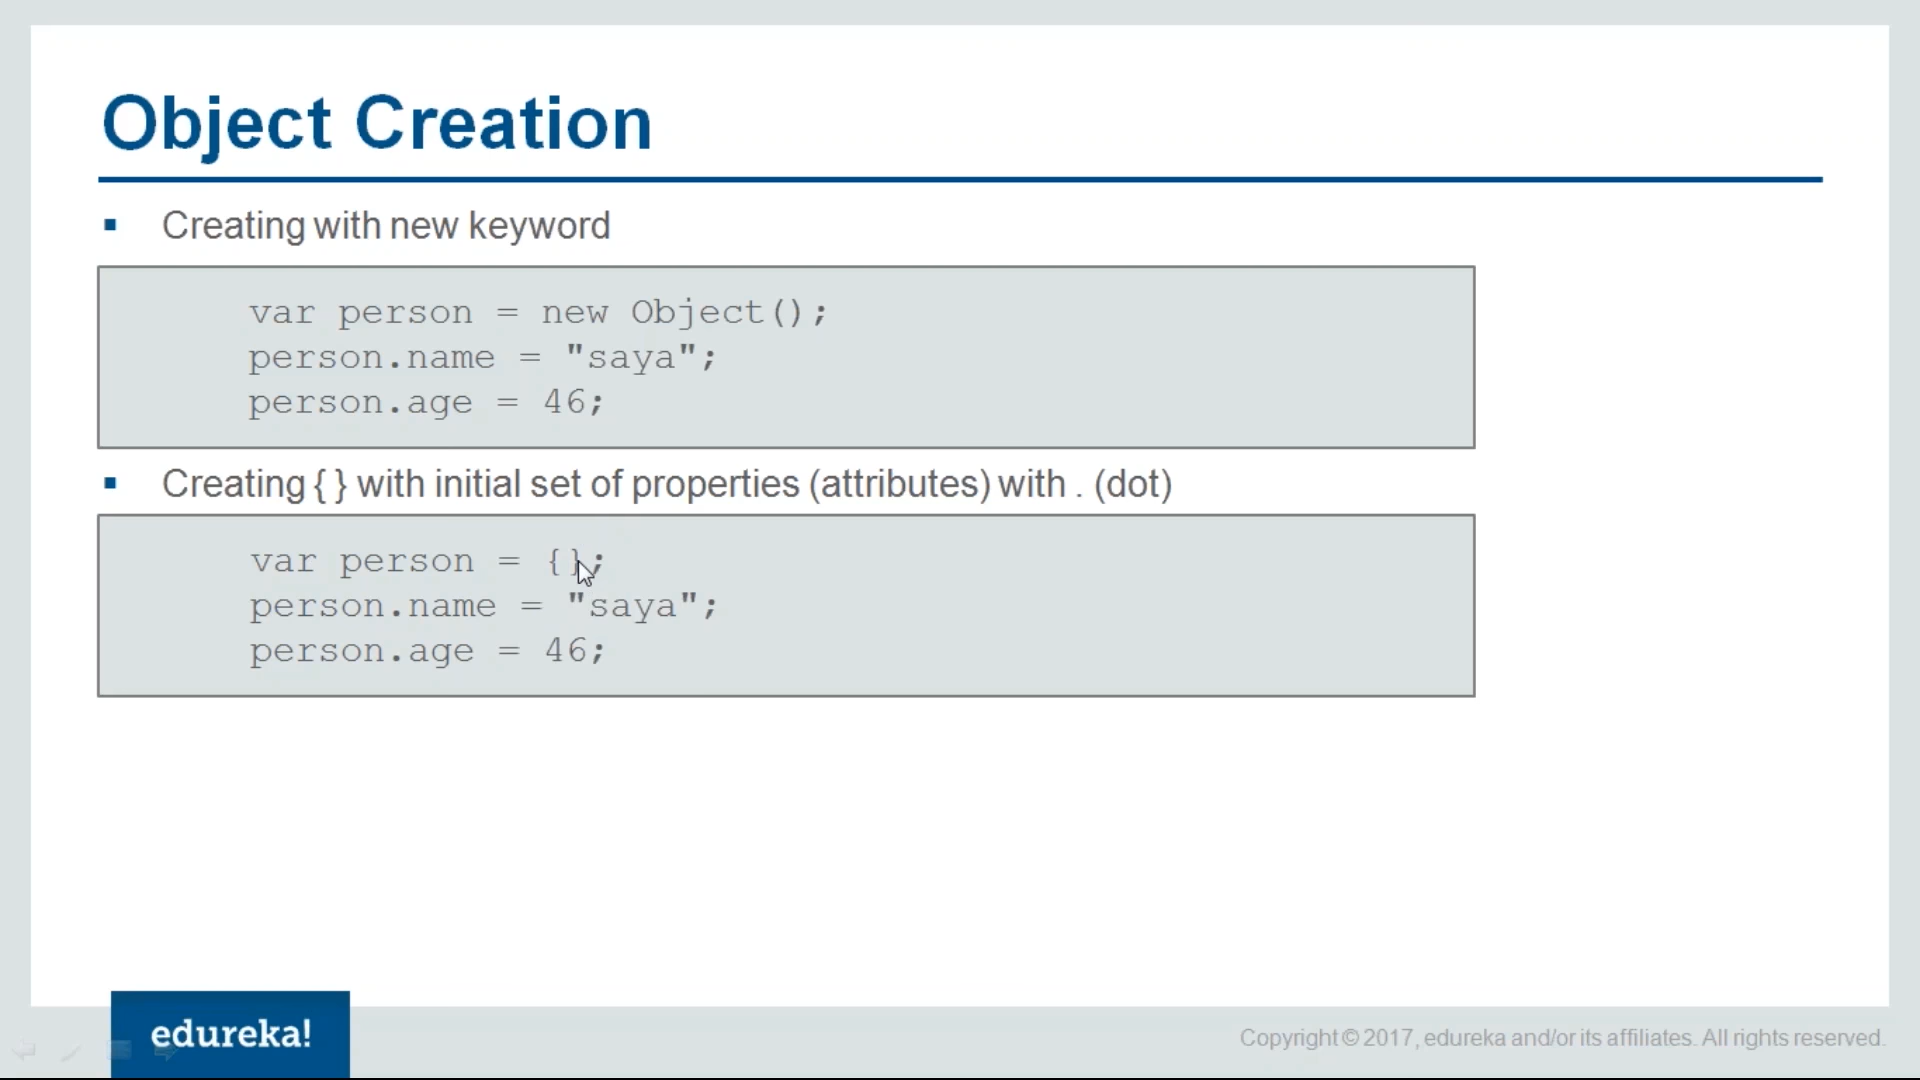 Object Creation
▪ Creating with new keyword
var person = new Object();
person.name = "saya";
person.age = 46;
▪ Creating { } with initial set of properties (attributes) with . (dot)
var person = {};
person.name = "saya";
person.age = 46;
edureka!
Copyright © 2017, edureka and/or its affiliates. All rights reserved.